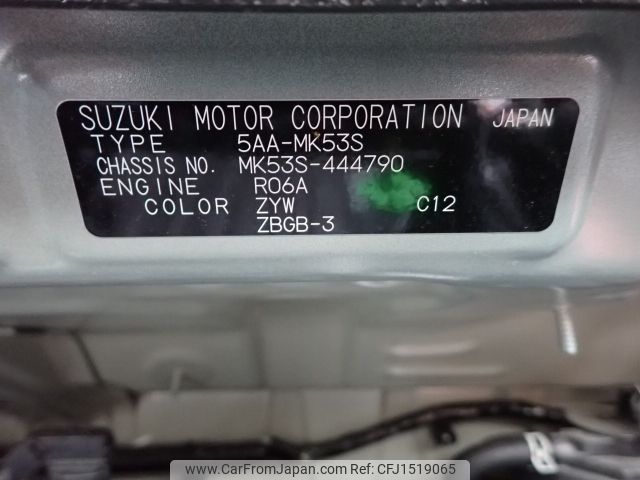 SUZUKI MOTOR CORPORATION JAPAN
TYPE 5AA-MK53S
CHASSIS NO. MK53S-444790
ENGINE R06A
COLOR ZYW C12
ZBGB-3
www.CarFromJapan.com | © CarFromJapan - CFJ1519065